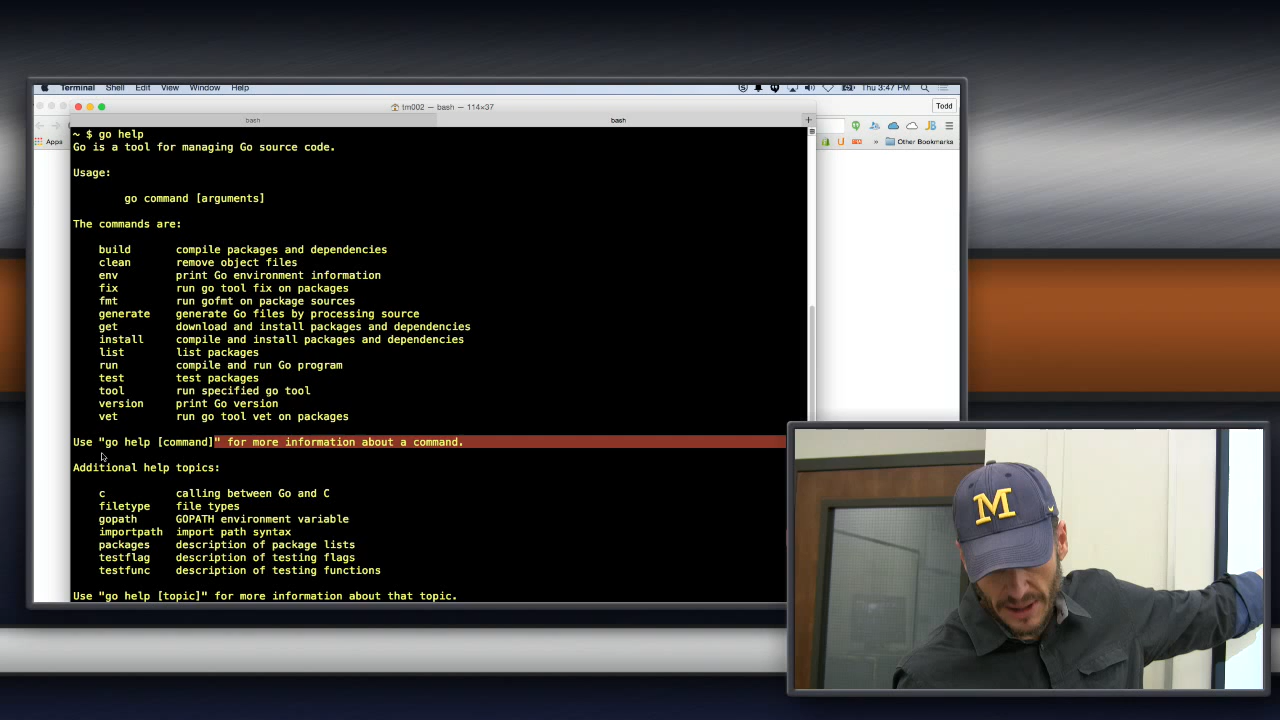 Terminal Shell Edit View Window Help
Thu 3:47 PM
trn002 — bash — 114×37
Todd
bash
bash
+
Apps
Other Bookmarks
~ $ go help
Go is a tool for managing Go source code.
Usage:
go command [arguments]
The commands are:
build compile packages and dependencies
clean remove object files
env print Go environment information
fix run go tool fix on packages
fmt run gofmt on package sources
generate generate Go files by processing source
get download and install packages and dependencies
install compile and install packages and dependencies
list list packages
run compile and run Go program
test test packages
tool run specified go tool
version print Go version
vet run go tool vet on packages
Use "go help [command]" for more information about a command.
Additional help topics:
c calling between Go and C
filetype file types
gopath GOPATH environment variable
importpath import path syntax
packages description of package lists
testflag description of testing flags
testfunc description of testing functions
Use "go help [topic]" for more information about that topic.
M